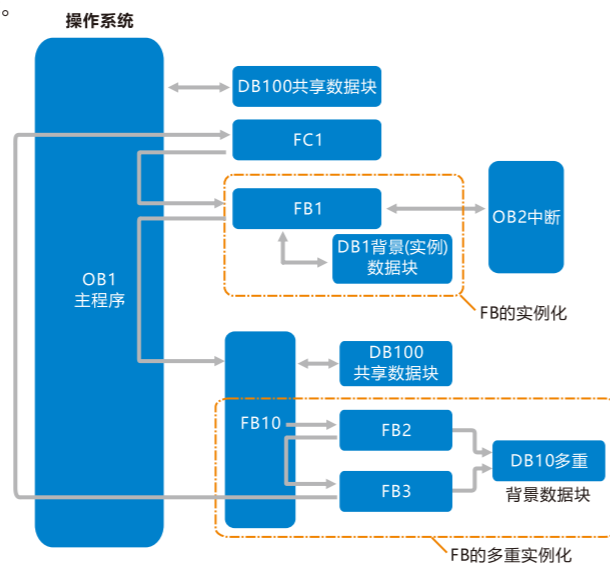 。
操作系统
DB100共享数据块
FC1
FB1
OB2中断
DB1背景(实例)
数据块
OB1
主程序
FB的实例化
DB100
共享数据块
FB10
FB2
DB10多重
FB3
背景数据块
FB的多重实例化